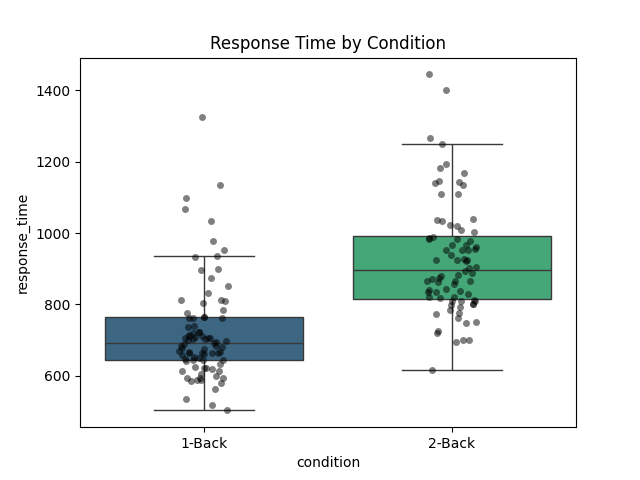 Response Time by Condition
response_time
1400
1200
1000
800
600
1-Back
2-Back
condition